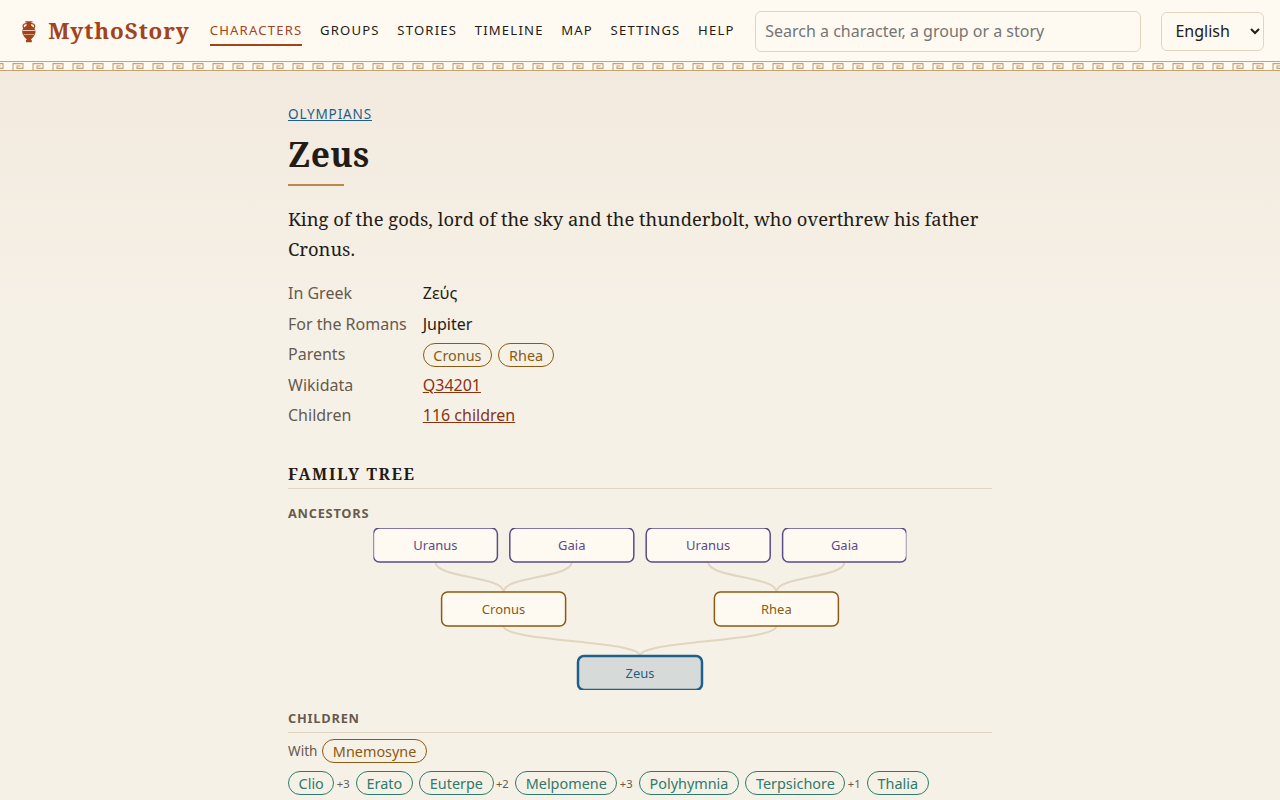 MythoStory CHARACTERS GROUPS STORIES TIMELINE MAP SETTINGS HELP Search a character, a group or a story English
OLYMPIANS
Zeus
King of the gods, lord of the sky and the thunderbolt, who overthrew his father
Cronus.
In Greek Ζεύς
For the Romans Jupiter
Parents Cronus Rhea
Wikidata Q34201
Children 116 children
FAMILY TREE
ANCESTORS
Uranus Gaia Uranus Gaia
Cronus Rhea
Zeus
CHILDREN
With Mnemosyne
Clio +3 Erato Euterpe +2 Melpomene +3 Polyhymnia Terpsichore +1 Thalia